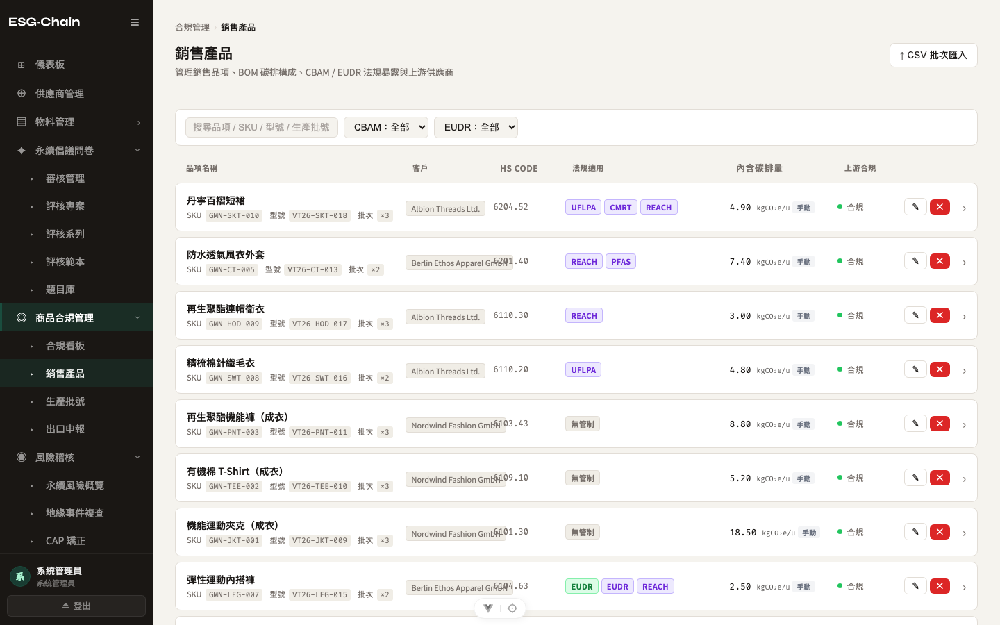 ESG·Chain
儀表板
供應商管理
物料管理
永續倡議問卷
審核管理
評核專案
評核系列
評核範本
題目庫
商品合規管理
合規看板
銷售產品
生產批號
出口申報
風險稽核
永續風險概覽
地緣事件複查
CAP 矯正
系
系統管理員
系統管理員
登出
合規管理 › 銷售產品
銷售產品
管理銷售品項、BOM 碳排構成、CBAM / EUDR 法規暴露與上游供應商
↑ CSV 批次匯入
搜尋品項 / SKU / 型號 / 生產批號
CBAM：全部
EUDR：全部
品項名稱 客戶 HS CODE 法規適用 內含碳排量 上游合規
丹寧百褶短裙
SKU GMN-SKT-010 型號 VT26-SKT-018 批次 ×3
Albion Threads Ltd. 6204.52 UFLPA CMRT REACH 4.90 kgCO₂e/u 手動 合規
防水透氣風衣外套
SKU GMN-CT-005 型號 VT26-CT-013 批次 ×2
Berlin Ethos Apparel GmbH 6201.40 REACH PFAS 7.40 kgCO₂e/u 手動 合規
再生聚酯連帽衛衣
SKU GMN-HOD-009 型號 VT26-HOD-017 批次 ×3
Albion Threads Ltd. 6110.30 REACH 3.00 kgCO₂e/u 手動 合規
精梳棉針織毛衣
SKU GMN-SWT-008 型號 VT26-SWT-016 批次 ×2
Albion Threads Ltd. 6110.20 UFLPA 4.80 kgCO₂e/u 手動 合規
再生聚酯機能褲（成衣）
SKU GMN-PNT-003 型號 VT26-PNT-011 批次 ×3
Nordwind Fashion GmbH 6103.43 無管制 8.80 kgCO₂e/u 手動 合規
有機棉 T-Shirt（成衣）
SKU GMN-TEE-002 型號 VT26-TEE-010 批次 ×3
Nordwind Fashion GmbH 6109.10 無管制 5.20 kgCO₂e/u 手動 合規
機能運動夾克（成衣）
SKU GMN-JKT-001 型號 VT26-JKT-009 批次 ×3
Nordwind Fashion GmbH 6101.30 無管制 18.50 kgCO₂e/u 手動 合規
彈性運動內搭褲
SKU GMN-LEG-007 型號 VT26-LEG-015 批次 ×2
Berlin Ethos Apparel GmbH 6104.63 EUDR EUDR REACH 2.50 kgCO₂e/u 手動 合規